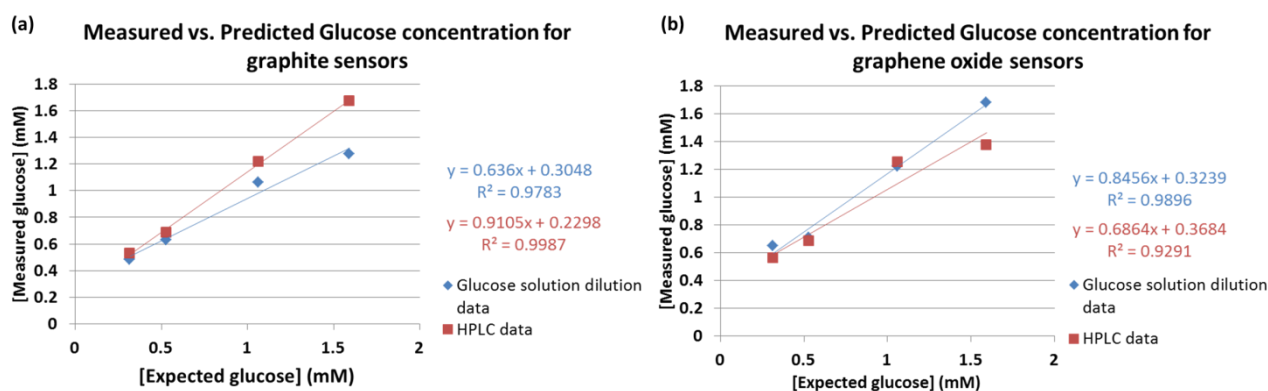 (a)
Measured vs. Predicted Glucose concentration for
graphite sensors
[Measured glucose] (mM)
1.8
1.6
1.4
1.2
1
0.8
0.6
0.4
0.2
0
0
0.5
1
1.5
2
[Expected glucose] (mM)
y = 0.636x + 0.3048
R² = 0.9783
y = 0.9105x + 0.2298
R² = 0.9987
Glucose solution dilution
data
HPLC data
(b)
Measured vs. Predicted Glucose concentration for
graphene oxide sensors
[Measured glucose] (mM)
1.8
1.6
1.4
1.2
1
0.8
0.6
0.4
0.2
0
0
0.5
1
1.5
2
[Expected glucose] (mM)
y = 0.8456x + 0.3239
R² = 0.9896
y = 0.6864x + 0.3684
R² = 0.9291
Glucose solution dilution
data
HPLC data